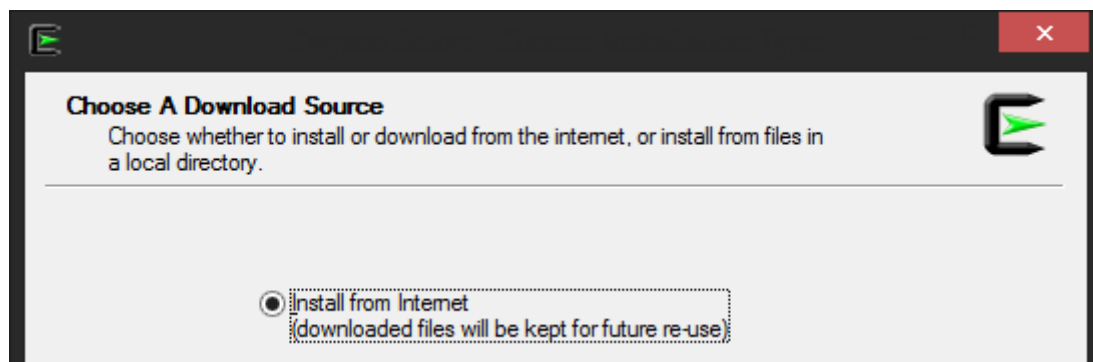 Choose A Download Source
Choose whether to install or download from the internet, or install from files in
a local directory.
Install from Internet
(downloaded files will be kept for future re-use)